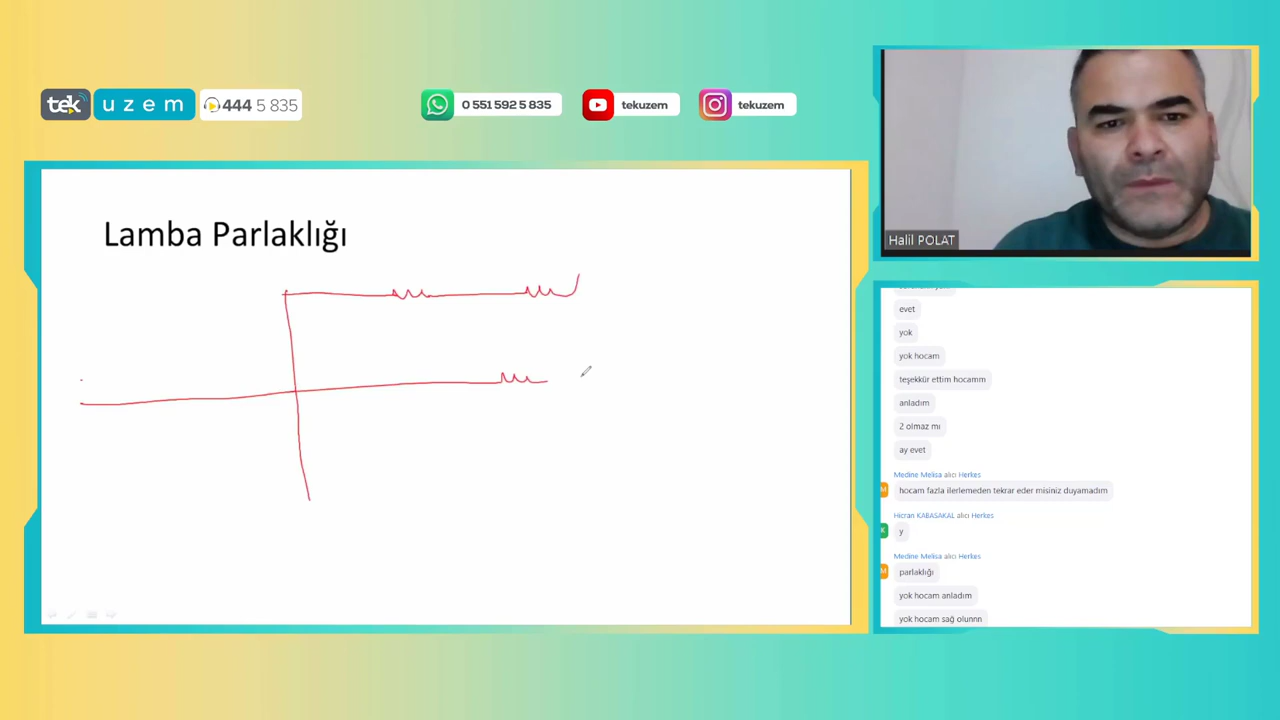 tek
uzem
444 5 835
0 551 592 5 835
tekuzem
tekuzem
Lamba Parlaklığı
Halil POLAT
evet
yok
yok hocam
teşekkür ettim hocamm
anladım
2 olmaz mı
ay evet
Medine Melisa alıcı Herkes
M
hocam fazla ilerlemeden tekrar eder misiniz duyamadım
Hicran KABASAKAL alıcı Herkes
K
y
Medine Melisa alıcı Herkes
M
parlaklığı
yok hocam anladım
yok hocam sağ olunnn